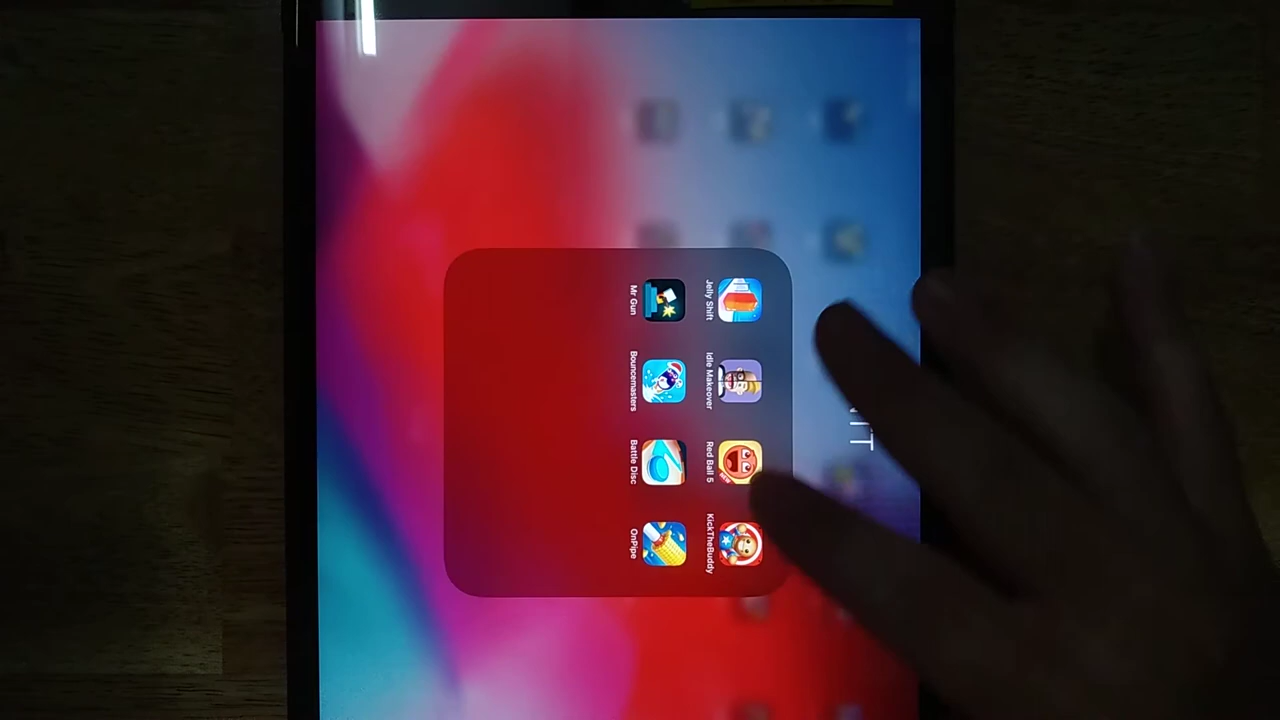 Jelly Shift
Idle Makeover
Red Ball 5
KickTheBuddy
Mr Gun
Bouncemasters
Battle Disc
OnPipe